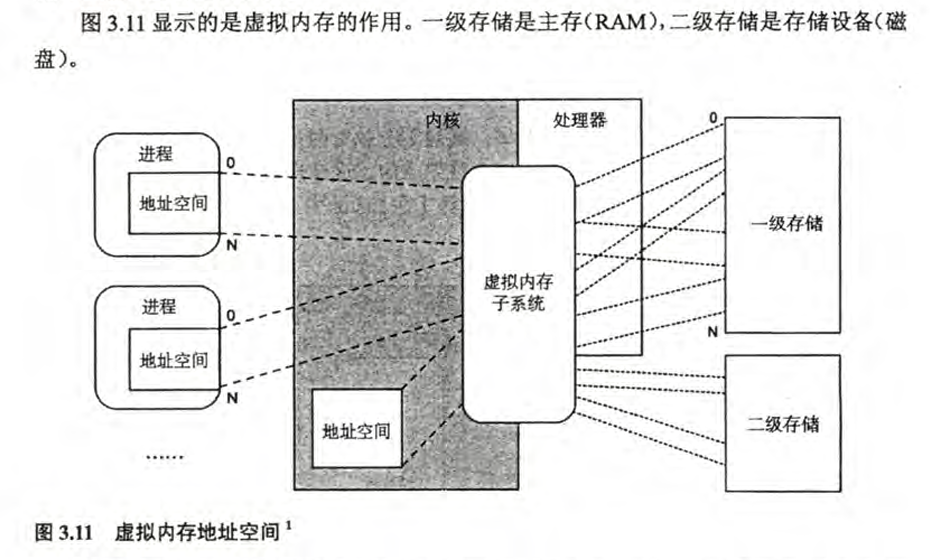 图 3.11 显示的是虚拟内存的作用。一级存储是主存(RAM),二级存储是存储设备(磁
盘)。
内核
处理器
进程
地址空间
0
N
进程
地址空间
0
N
……
地址空间
虚拟内存
子系统
0
一级存储
N
二级存储
图 3.11 虚拟内存地址空间¹